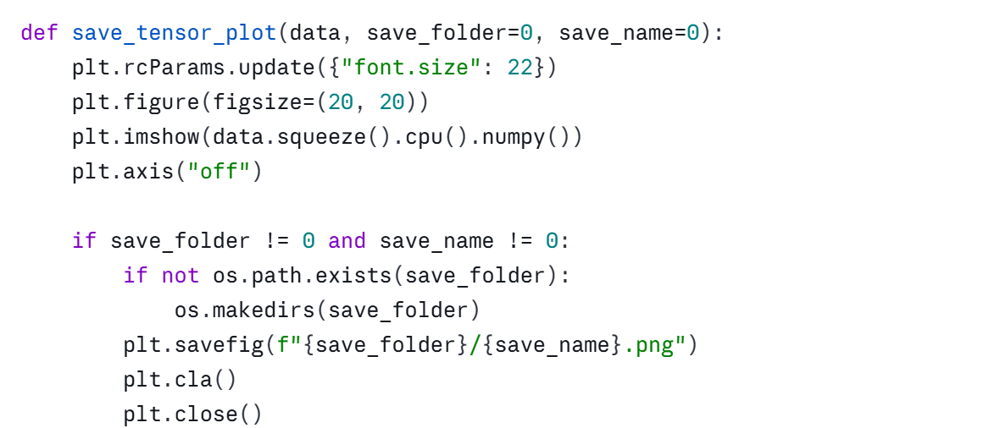 def save_tensor_plot(data, save_folder=0, save_name=0):
    plt.rcParams.update({"font.size": 22})
    plt.figure(figsize=(20, 20))
    plt.imshow(data.squeeze().cpu().numpy())
    plt.axis("off")

    if save_folder != 0 and save_name != 0:
        if not os.path.exists(save_folder):
            os.makedirs(save_folder)
        plt.savefig(f"{save_folder}/{save_name}.png")
        plt.cla()
        plt.close()